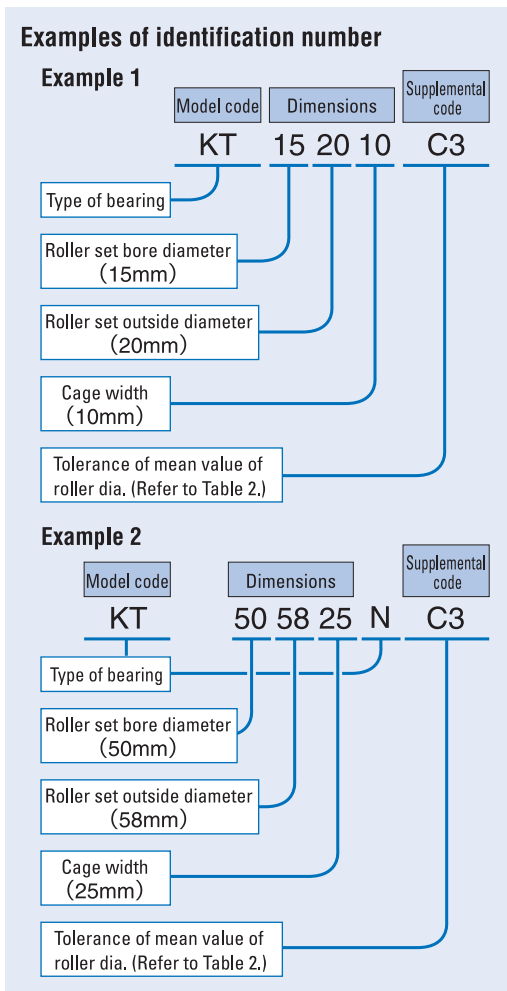 Examples of identification number
Example 1
Model code
Dimensions
Supplemental
code
KT 15 20 10 C3
Type of bearing
Roller set bore diameter
（15mm）
Roller set outside diameter
（20mm）
Cage width
（10mm）
Tolerance of mean value of
roller dia. (Refer to Table 2.)
Example 2
Model code
Dimensions
Supplemental
code
KT 50 58 25 N C3
Type of bearing
Roller set bore diameter
（50mm）
Roller set outside diameter
（58mm）
Cage width
（25mm）
Tolerance of mean value of
roller dia. (Refer to Table 2.)